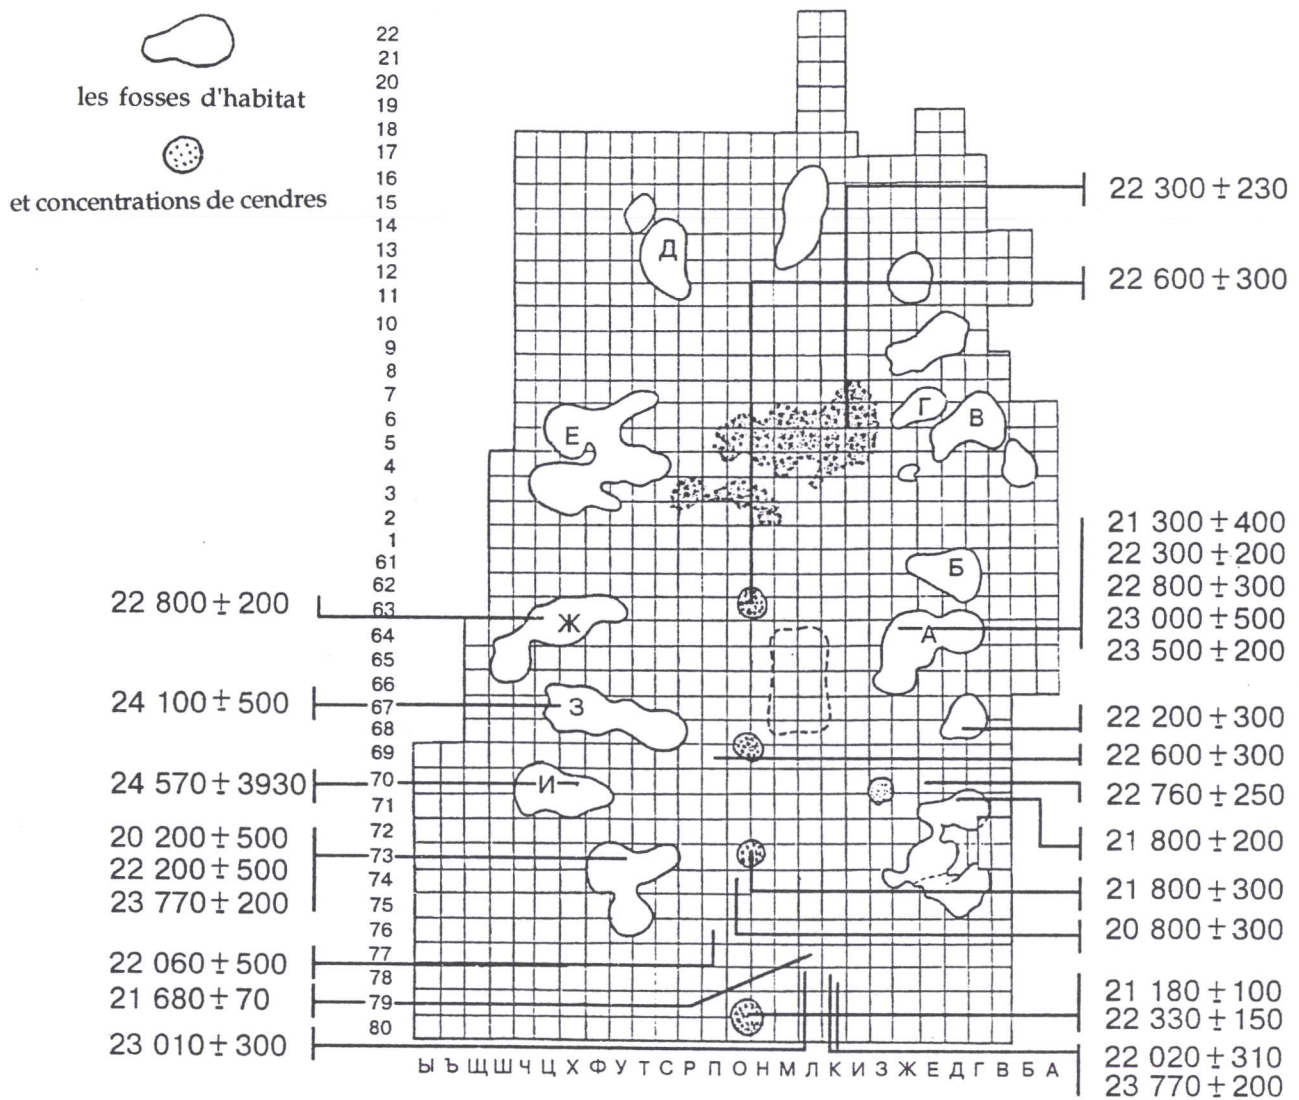 les fosses d'habitat
et concentrations de cendres
22
21
20
19
18
17
16
15
14
13
12
11
10
9
8
7
6
5
4
3
2
1
61
62
63
64
65
66
67
68
69
70
71
72
73
74
75
76
77
78
79
80
Д
Г
В
Е
Б
Ж
А
З
И
22 300 ± 230
22 600 ± 300
21 300 ± 400
22 300 ± 200
22 800 ± 300
23 000 ± 500
23 500 ± 200
22 200 ± 300
22 600 ± 300
22 760 ± 250
21 800 ± 200
21 800 ± 300
20 800 ± 300
21 180 ± 100
22 330 ± 150
22 020 ± 310
23 770 ± 200
22 800 ± 200
24 100 ± 500
24 570 ± 3930
20 200 ± 500
22 200 ± 500
23 770 ± 200
22 060 ± 500
21 680 ± 70
23 010 ± 300
Ы Ъ Щ Ш Ч Ц Х Ф У Т С Р П О Н М Л К И З Ж Е Д Г В Б А